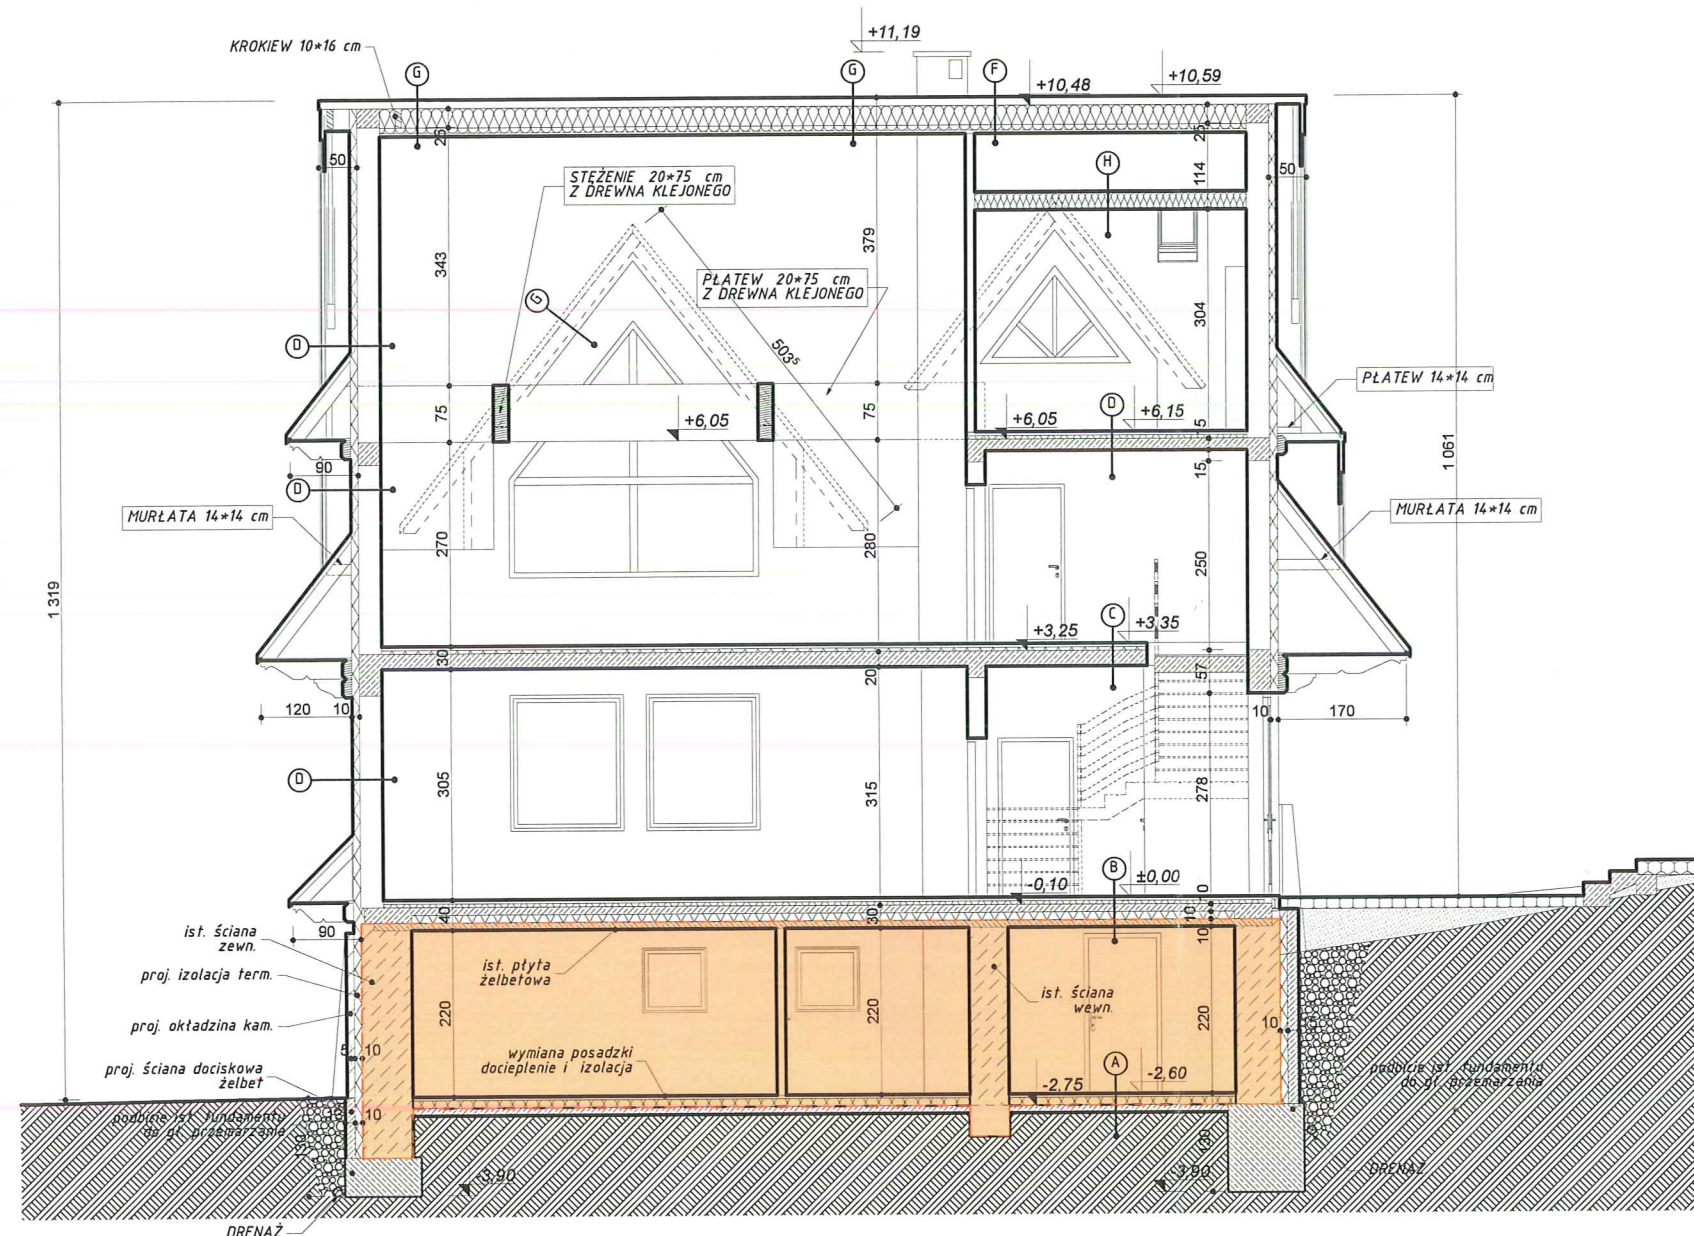 +11,19
KROKIEW 10*16 cm
G
G
F
+10,48
+10,59
25
25
50
50
114
STĘŻENIE 20*75 cm
Z DREWNA KLEJONEGO
H
343
379
PŁATEW 20*75 cm
Z DREWNA KLEJONEGO
G
304
D
503⁵
PŁATEW 14*14 cm
75
+6,05
75
+6,05
D
+6,15
5
90
15
1 061
D
MURŁATA 14*14 cm
MURŁATA 14*14 cm
270
280
250
1 319
C
+3,25
+3,35
30
20
57
120
10
10
170
D
305
315
278
-0,10
B
±0,00
10
40
30
10
10
90
ist. ściana
zewn.
ist. płyta
żelbetowa
proj. izolacja term.
ist. ściana
wewn.
220
220
220
proj. okładzina kam.
10
5
10
wymiana posadzki
docieplenie i izolacja
A
proj. ściana dociskowa
żelbet
-2,75
-2,60
podbicie ist. fundamentu
do gł. przemarzania
podbicie ist. fundamentu
do gł. przemarzania
10
130
130
-3,90
-3,90
DRENAŻ
DRENAŻ